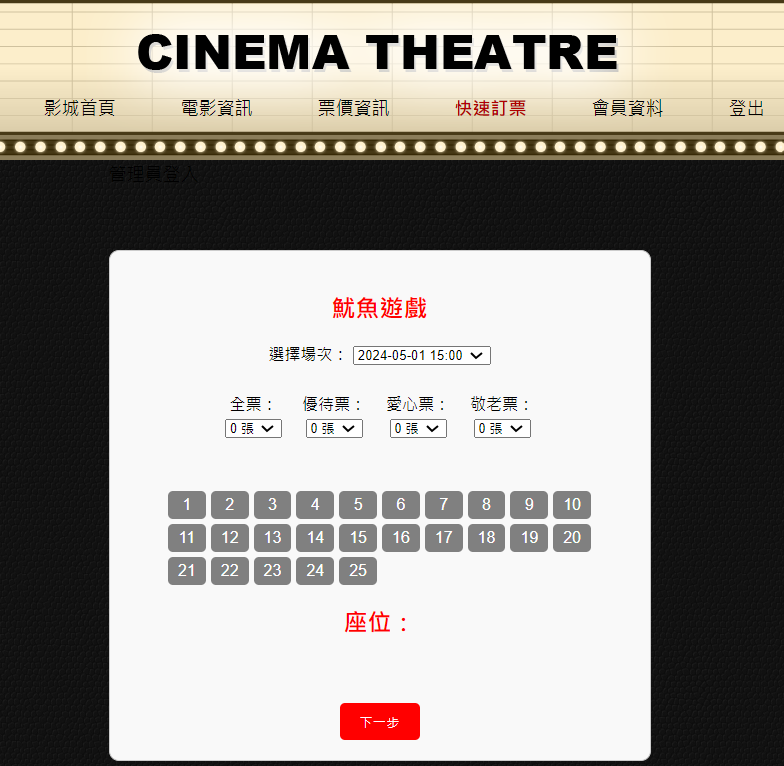 CINEMA THEATRE
影城首頁 電影資訊 票價資訊 快速訂票 會員資料 登出
管理員登入
魷魚遊戲
選擇場次： 2024-05-01 15:00
全票： 優待票： 愛心票： 敬老票：
0 張 0 張 0 張 0 張
1 2 3 4 5 6 7 8 9 10
11 12 13 14 15 16 17 18 19 20
21 22 23 24 25
座位：
下一步